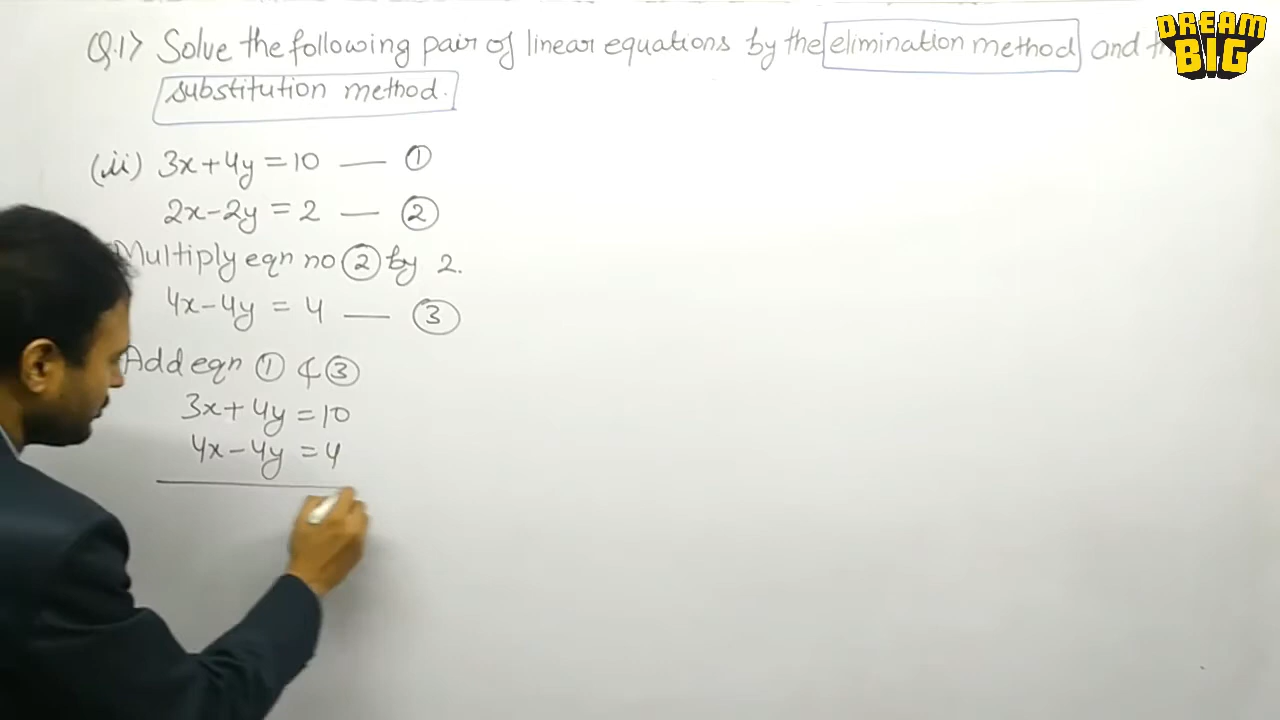 Q.1> Solve the following pair of linear equations by the elimination method and
substitution method.
DREAM
BIG
(ii) 3x+4y=10 — ①
2x-2y=2 — ②
Multiply eqn no ② by 2.
4x-4y=4 — ③
Add eqn ① & ③
3x+4y=10
4x-4y=4